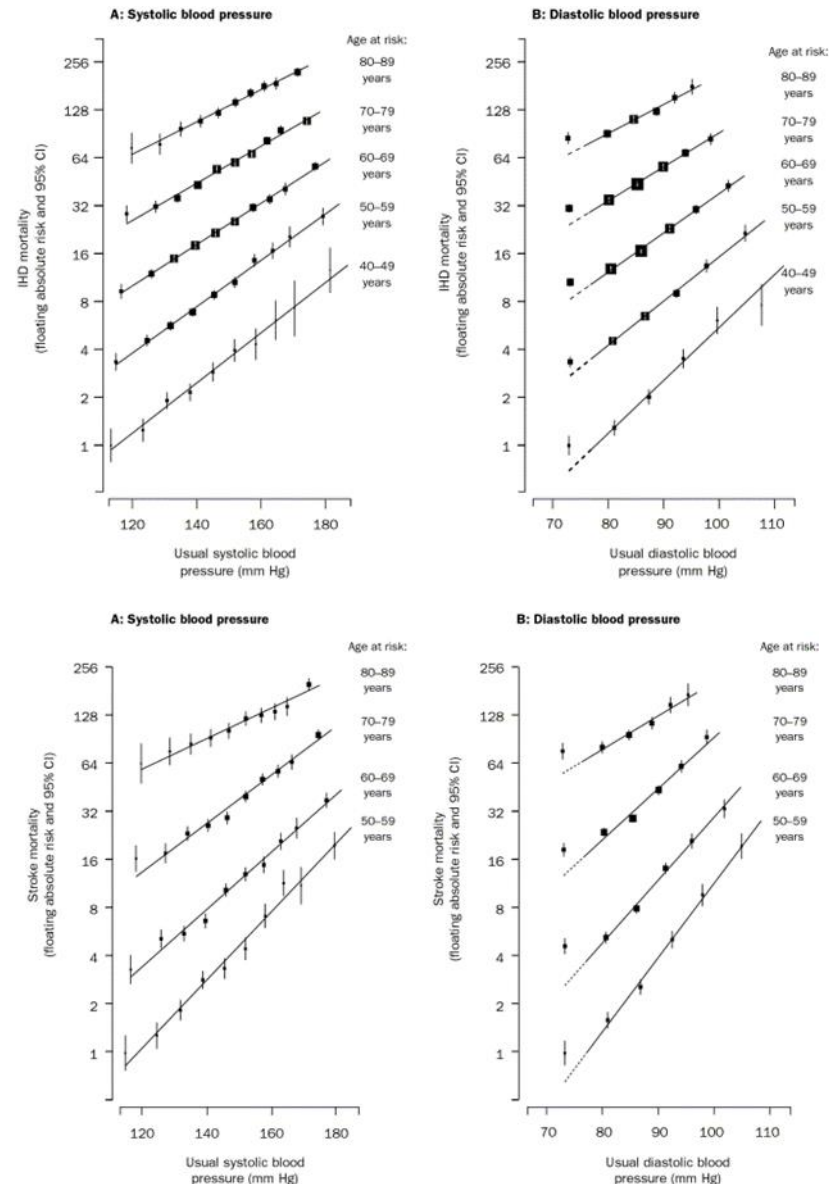 A: Systolic blood pressure
Age at risk:
256
128
64
32
16
8
4
2
1
80–89
years
70–79
years
60–69
years
50–59
years
40–49
years
IHD mortality
(floating absolute risk and 95% CI)
120 140 160 180
Usual systolic blood
pressure (mm Hg)
B: Diastolic blood pressure
Age at risk:
256
128
64
32
16
8
4
2
1
80–89
years
70–79
years
60–69
years
50–59
years
40–49
years
IHD mortality
(floating absolute risk and 95% CI)
70 80 90 100 110
Usual diastolic blood
pressure (mm Hg)
A: Systolic blood pressure
Age at risk:
256
128
64
32
16
8
4
2
1
80–89
years
70–79
years
60–69
years
50–59
years
Stroke mortality
(floating absolute risk and 95% CI)
120 140 160 180
Usual systolic blood
pressure (mm Hg)
B: Diastolic blood pressure
Age at risk:
256
128
64
32
16
8
4
2
1
80–89
years
70–79
years
60–69
years
50–59
years
Stroke mortality
(floating absolute risk and 95% CI)
70 80 90 100 110
Usual diastolic blood
pressure (mm Hg)